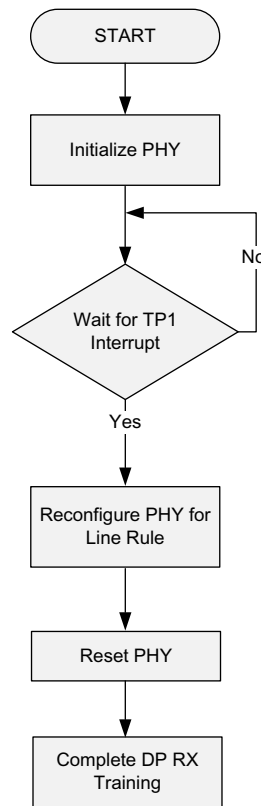 START
Initialize PHY
No
Wait for TP1
Interrupt
Yes
Reconfigure PHY for
Line Rule
Reset PHY
Complete DP RX
Training